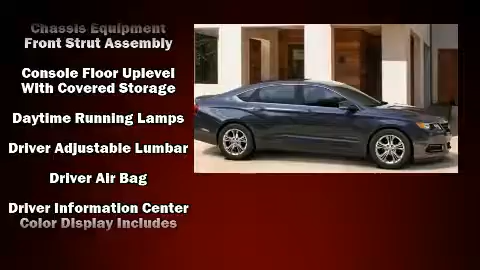 Chassis Equipment
Front Strut Assembly
Console Floor Uplevel
With Covered Storage
Daytime Running Lamps
Driver Adjustable Lumbar
Driver Air Bag
Driver Information Center
Color Display Includes